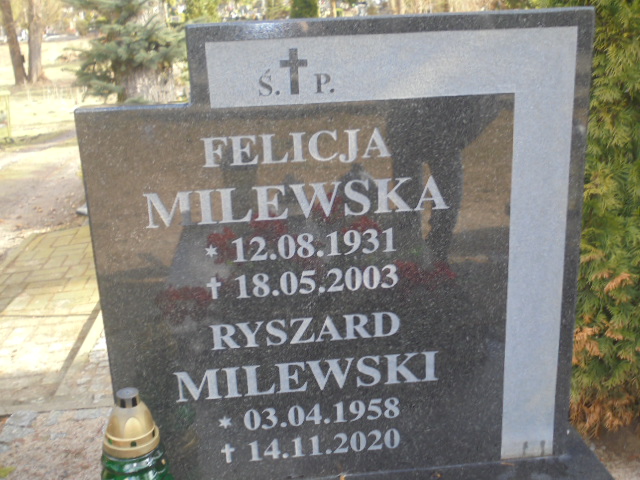 Ś. P.
FELICJA
MILEWSKA
* 12.08.1931
† 18.05.2003
RYSZARD
MILEWSKI
* 03.04.1958
† 14.11.2020